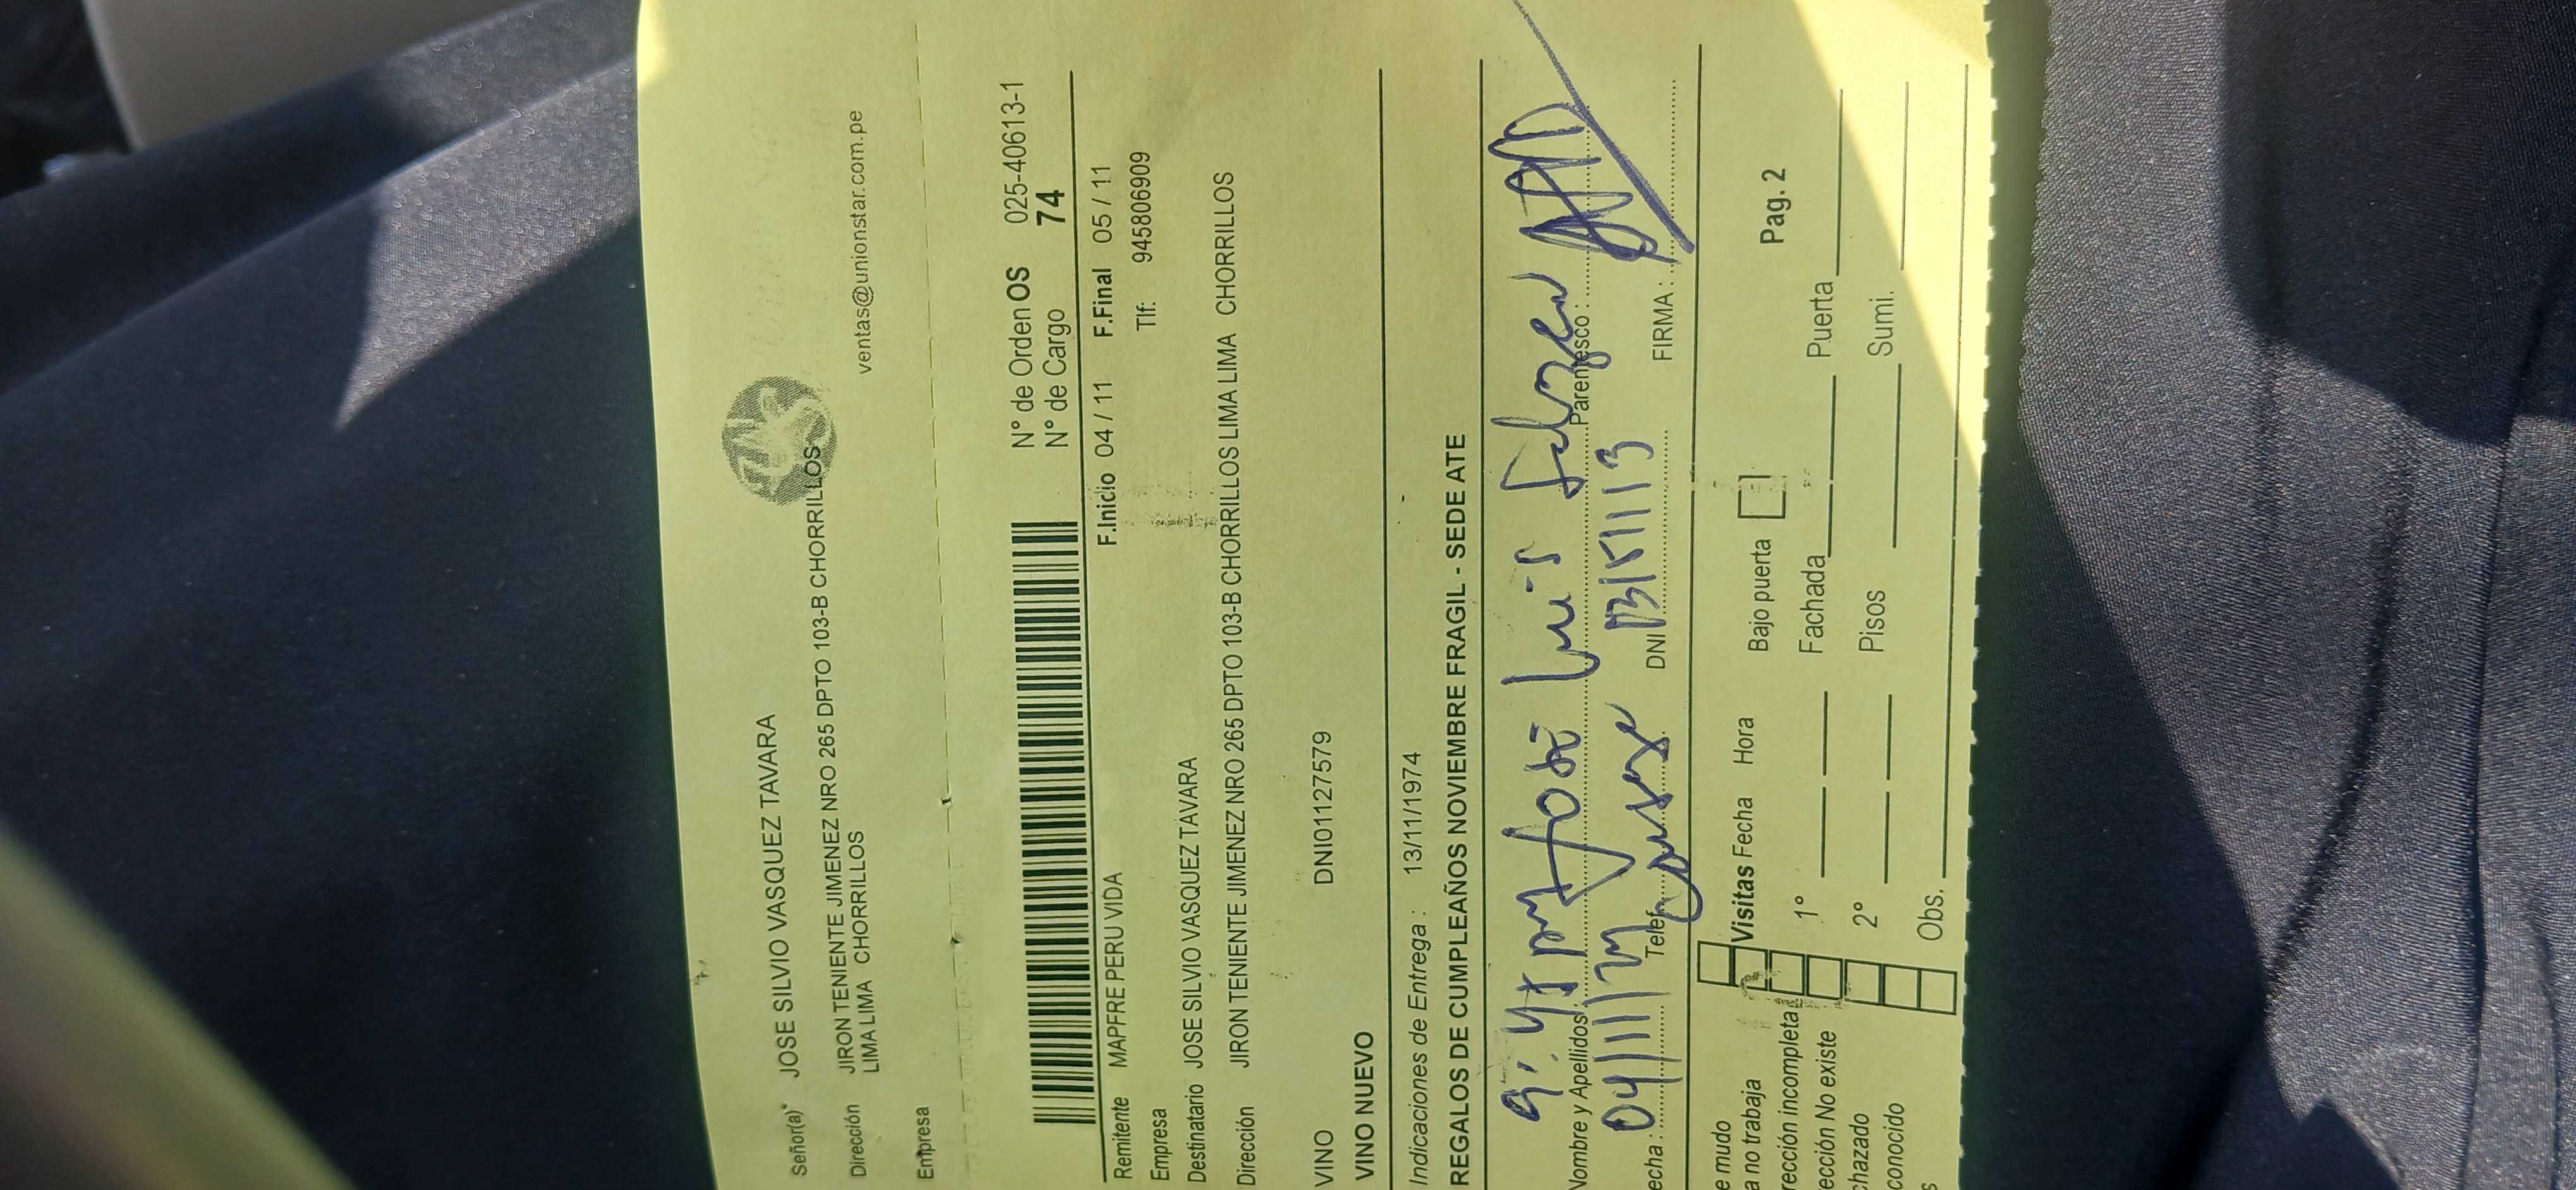 Señor(a)* JOSE SILVIO VASQUEZ TAVARA
Dirección JIRON TENIENTE JIMENEZ NRO 265 DPTO 103-B CHORRILLOS
LIMA LIMA CHORRILLOS
ventas@unionstar.com.pe
Empresa
N° de Orden OS 025-40613-1
N° de Cargo 74
F.Inicio 04 / 11 F.Final 05 / 11
Remitente MAPFRE PERU VIDA
Empresa
Tlf: 945806909
Destinatario JOSE SILVIO VASQUEZ TAVARA
Dirección JIRON TENIENTE JIMENEZ NRO 265 DPTO 103-B CHORRILLOS LIMA LIMA CHORRILLOS
VINO DNI01127579
VINO NUEVO
Indicaciones de Entrega : 13/11/1974
REGALOS DE CUMPLEAÑOS NOVIEMBRE FRAGIL - SEDE ATE
José Luis
Nombre y Apellidos: Parentesco :
04/11/
echa : Telef. DNI FIRMA :
e mudo
a no trabaja Visitas Fecha Hora Bajo puerta Pag. 2
rección incompleta 1° Fachada Puerta
ección No existe
chazado 2° Pisos Sumi.
conocido
s Obs.